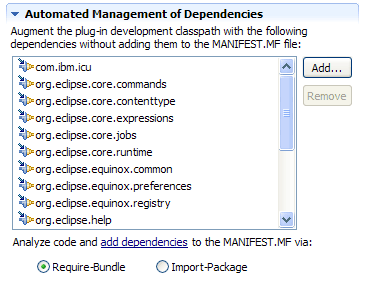 Automated Management of Dependencies
Augment the plug-in development classpath with the following
dependencies without adding them to the MANIFEST.MF file:
com.ibm.icu
Add...
org.eclipse.core.commands
org.eclipse.core.contenttype
Remove
org.eclipse.core.expressions
org.eclipse.core.jobs
org.eclipse.core.runtime
org.eclipse.equinox.common
org.eclipse.equinox.preferences
org.eclipse.equinox.registry
org.eclipse.help
Analyze code and add dependencies to the MANIFEST.MF via:
Require-Bundle Import-Package